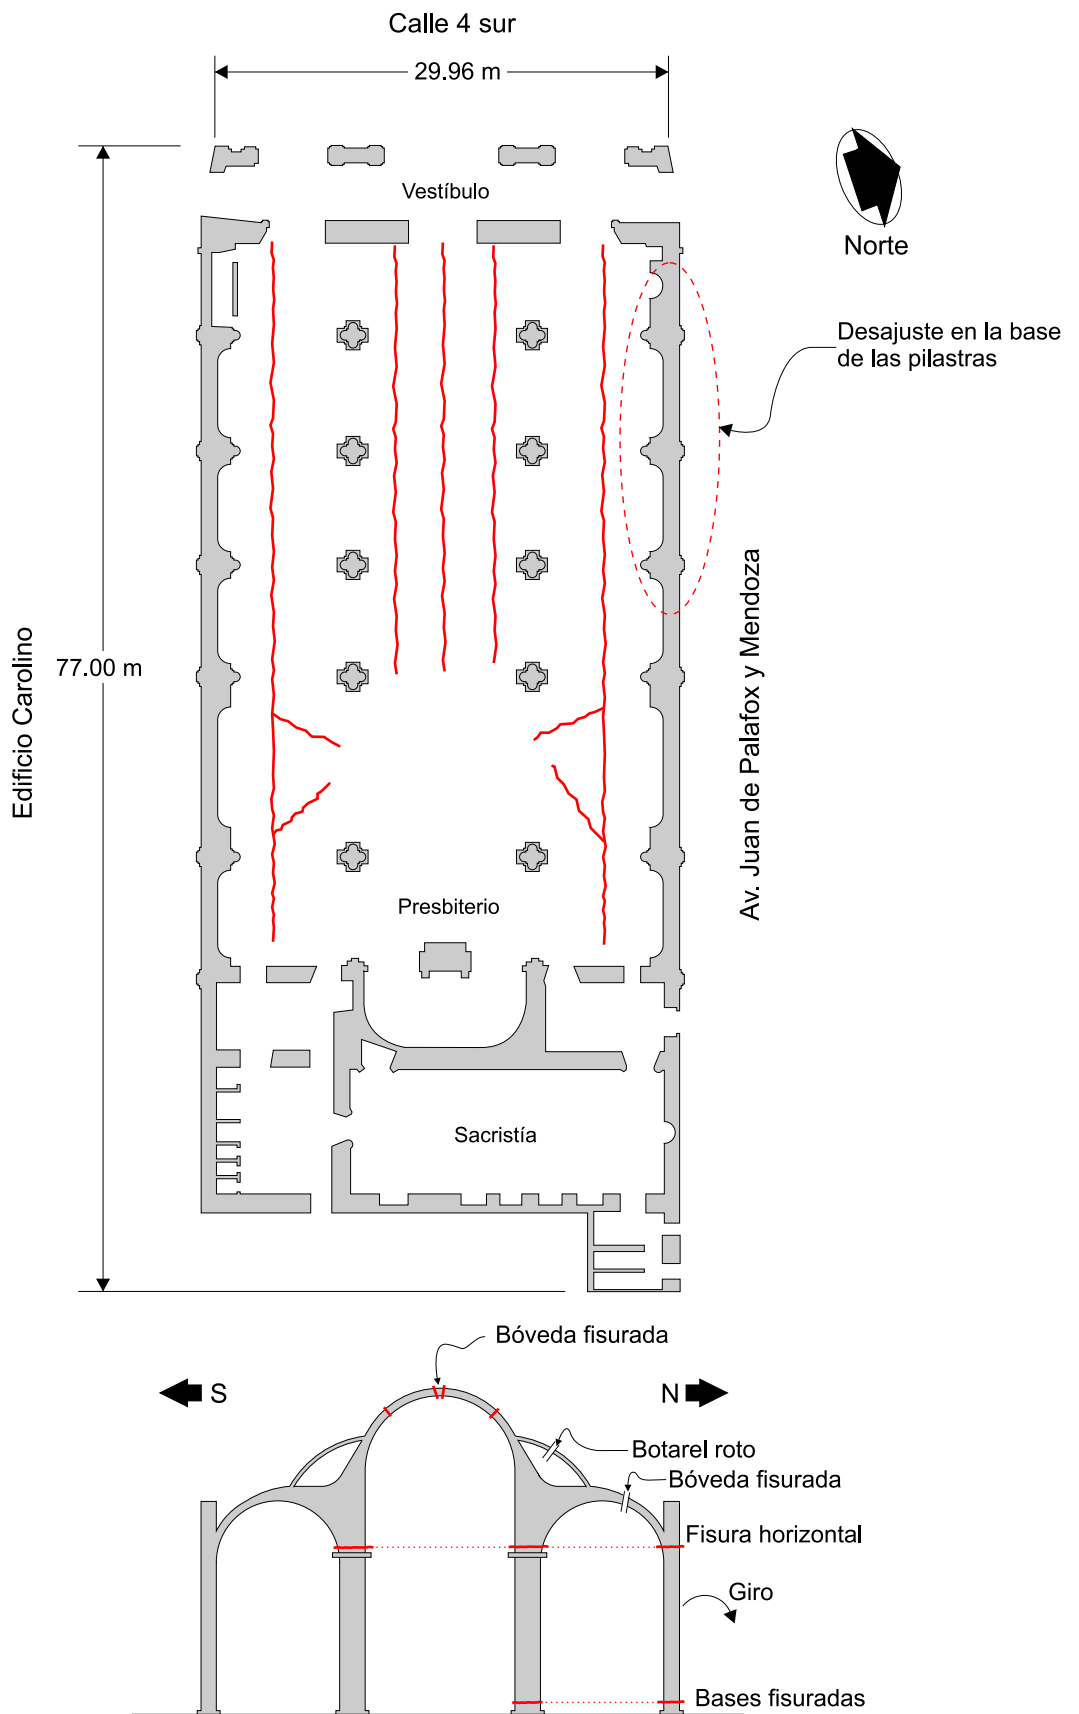 Calle 4 sur
29.96 m
Vestíbulo
Norte
Desajuste en la base
de las pilastras
Edificio Carolino
77.00 m
Av. Juan de Palafox y Mendoza
Presbiterio
Sacristía
Bóveda fisurada
S
N
Botarel roto
Bóveda fisurada
Fisura horizontal
Giro
Bases fisuradas